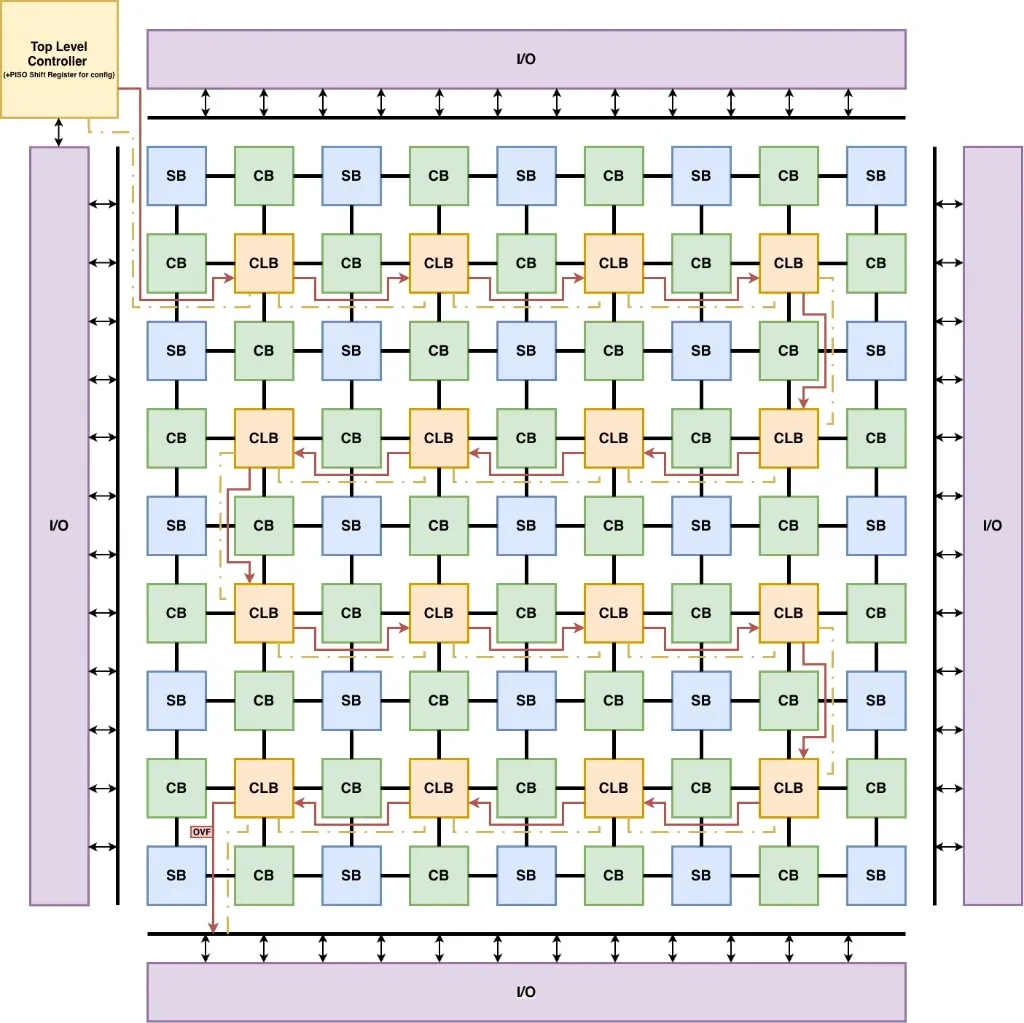 Top Level
Controller
(+PISO Shift Register for config)
I/O
SB CB SB CB SB CB SB CB SB
CB CLB CB CLB CB CLB CB CLB CB
SB CB SB CB SB CB SB CB SB
CB CLB CB CLB CB CLB CB CLB CB
I/O SB CB SB CB SB CB SB CB SB I/O
CB CLB CB CLB CB CLB CB CLB CB
SB CB SB CB SB CB SB CB SB
CB CLB CB CLB CB CLB CB CLB CB
OVF
SB CB SB CB SB CB SB CB SB
I/O